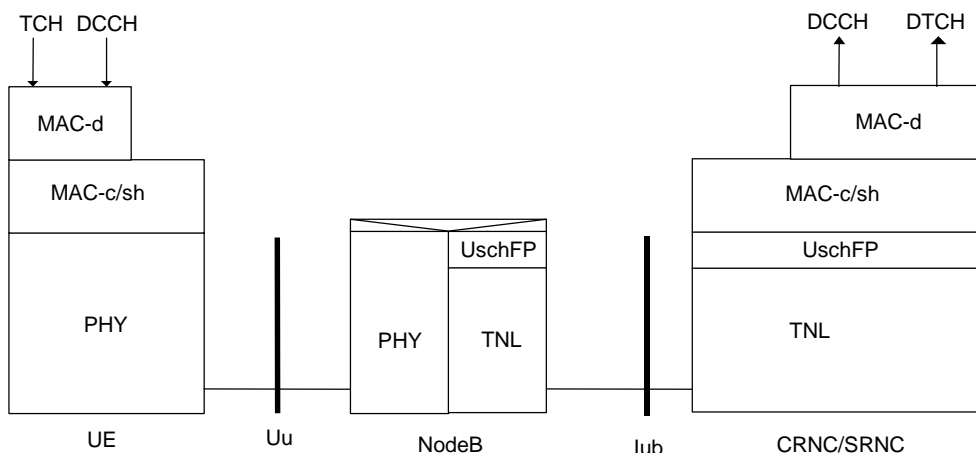 TCH DCCH
DCCH DTCH
MAC-d
MAC-d
MAC-c/sh
MAC-c/sh
UschFP
UschFP
PHY
PHY
TNL
TNL
UE
Uu
NodeB
Iub
CRNC/SRNC